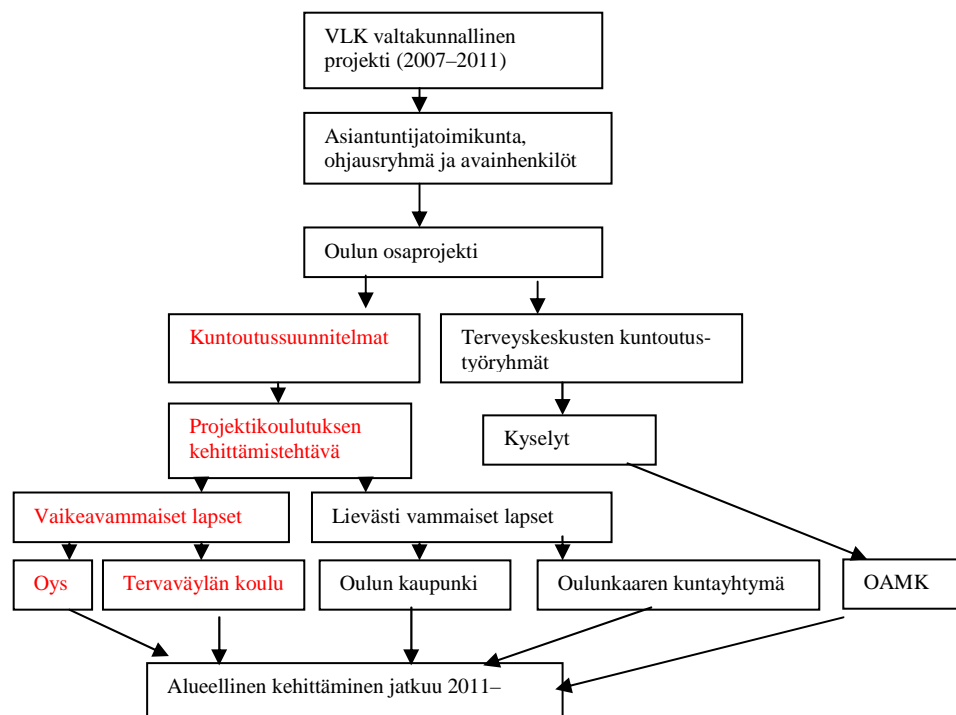 VLK valtakunnallinen
projekti (2007–2011)
Asiantuntijatoimikunta,
ohjausryhmä ja avainhenkilöt
Oulun osaprojekti
Kuntoutussuunnitelmat
Terveyskeskusten kuntoutus-
työryhmät
Projektikoulutuksen
kehittämistehtävä
Kyselyt
Vaikeavammaiset lapset
Lievästi vammaiset lapset
Oys
Tervaväylän koulu
Oulun kaupunki
Oulunkaaren kuntayhtymä
OAMK
Alueellinen kehittäminen jatkuu 2011–